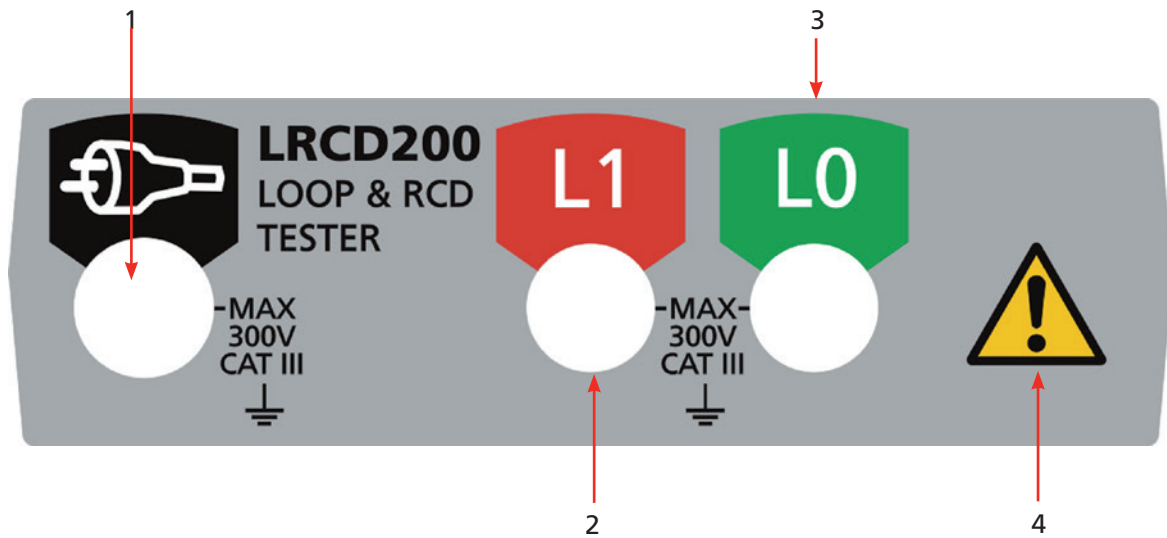 1
3
LRCD200
LOOP & RCD
TESTER
L1
L0
MAX
300V
CAT III
MAX
300V
CAT III
2
4